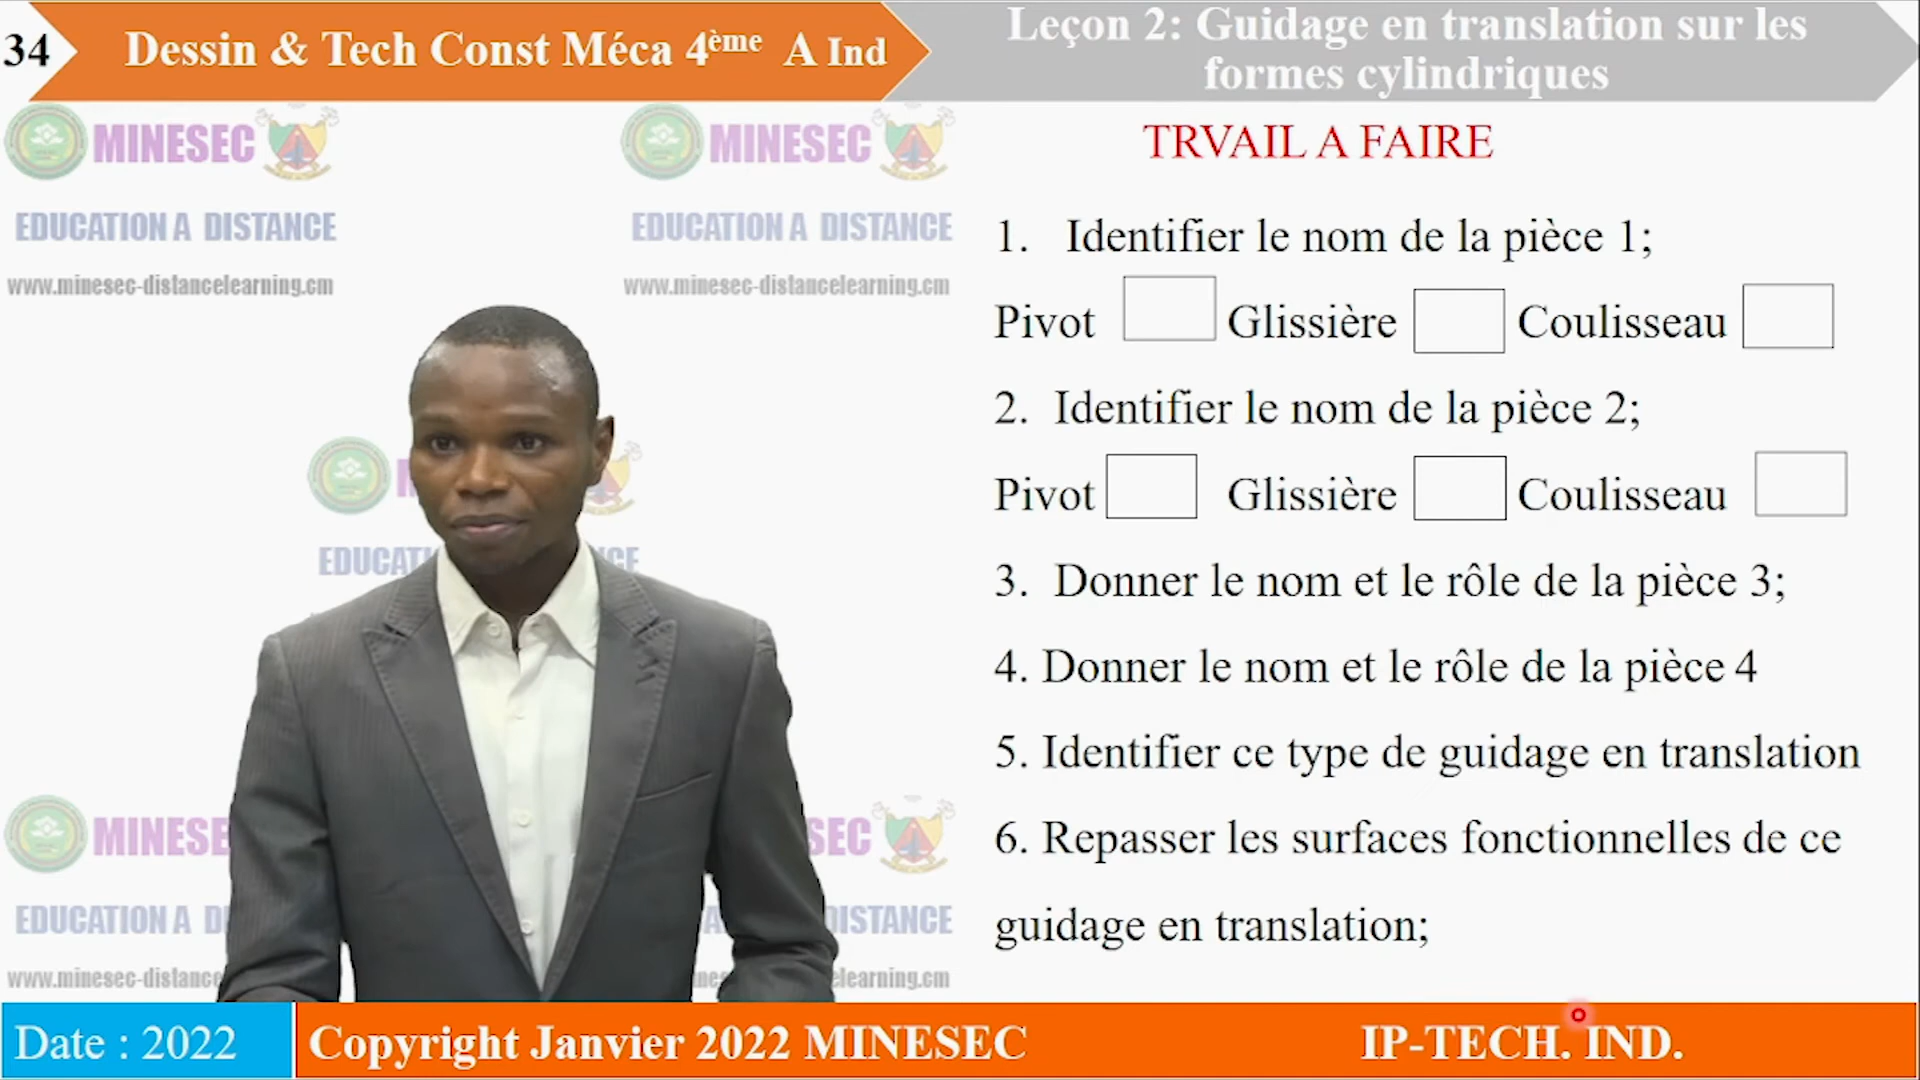 34
Dessin & Tech Const Méca 4ème A Ind
Leçon 2: Guidage en translation sur les
formes cylindriques
MINESEC
EDUCATION A DISTANCE
www.minesec-distancelearning.cm
MINESEC
EDUCATION A DISTANCE
www.minesec-distancelearning.cm
TRVAIL A FAIRE
1. Identifier le nom de la pièce 1;
Pivot Glissière Coulisseau
2. Identifier le nom de la pièce 2;
Pivot Glissière Coulisseau
3. Donner le nom et le rôle de la pièce 3;
4. Donner le nom et le rôle de la pièce 4
5. Identifier ce type de guidage en translation
6. Repasser les surfaces fonctionnelles de ce
guidage en translation;
Date : 2022
Copyright Janvier 2022 MINESEC
IP-TECH. IND.